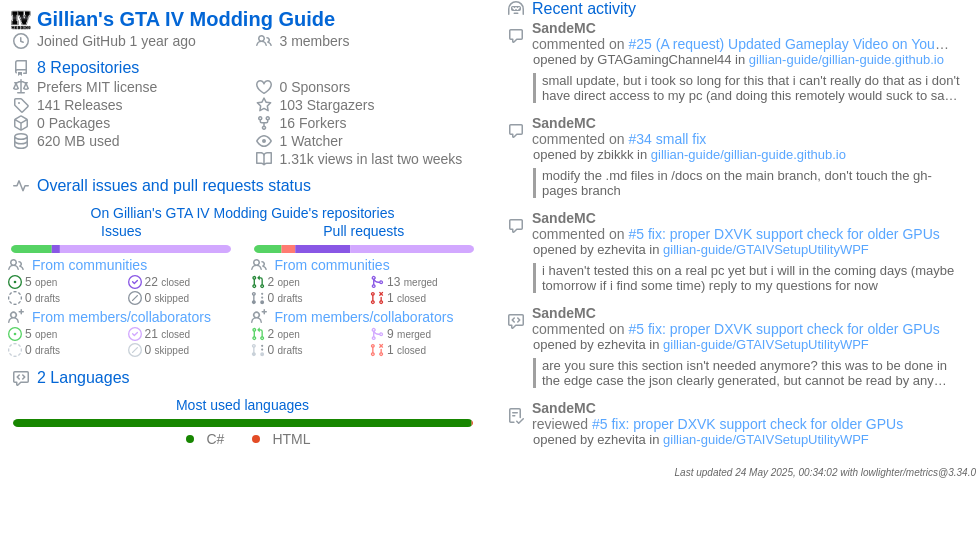 Gillian's GTA IV Modding Guide
Joined GitHub 1 year ago
3 members
8 Repositories
Prefers MIT license
0 Sponsors
141 Releases
103 Stargazers
0 Packages
16 Forkers
620 MB used
1 Watcher
1.31k views in last two weeks
Overall issues and pull requests status
On Gillian's GTA IV Modding Guide's repositories
Issues
Pull requests
From communities
From communities
5 open
22 closed
2 open
13 merged
0 drafts
0 skipped
0 drafts
1 closed
From members/collaborators
From members/collaborators
5 open
21 closed
2 open
9 merged
0 drafts
0 skipped
0 drafts
1 closed
2 Languages
Most used languages
C#
HTML
Recent activity
SandeMC
commented on #25 (A request) Updated Gameplay Video on You…
opened by GTAGamingChannel44 in gillian-guide/gillian-guide.github.io
small update, but i took so long for this that i can't really do that as i don't
have direct access to my pc (and doing this remotely would suck to sa…
SandeMC
commented on #34 small fix
opened by zbikkk in gillian-guide/gillian-guide.github.io
modify the .md files in /docs on the main branch, don't touch the gh-
pages branch
SandeMC
commented on #5 fix: proper DXVK support check for older GPUs
opened by ezhevita in gillian-guide/GTAIVSetupUtilityWPF
i haven't tested this on a real pc yet but i will in the coming days (maybe
tomorrow if i find some time) reply to my questions for now
SandeMC
commented on #5 fix: proper DXVK support check for older GPUs
opened by ezhevita in gillian-guide/GTAIVSetupUtilityWPF
are you sure this section isn't needed anymore? this was to be done in
the edge case the json clearly generated, but cannot be read by any…
SandeMC
reviewed #5 fix: proper DXVK support check for older GPUs
opened by ezhevita in gillian-guide/GTAIVSetupUtilityWPF
Last updated 24 May 2025, 00:34:02 with lowlighter/metrics@3.34.0